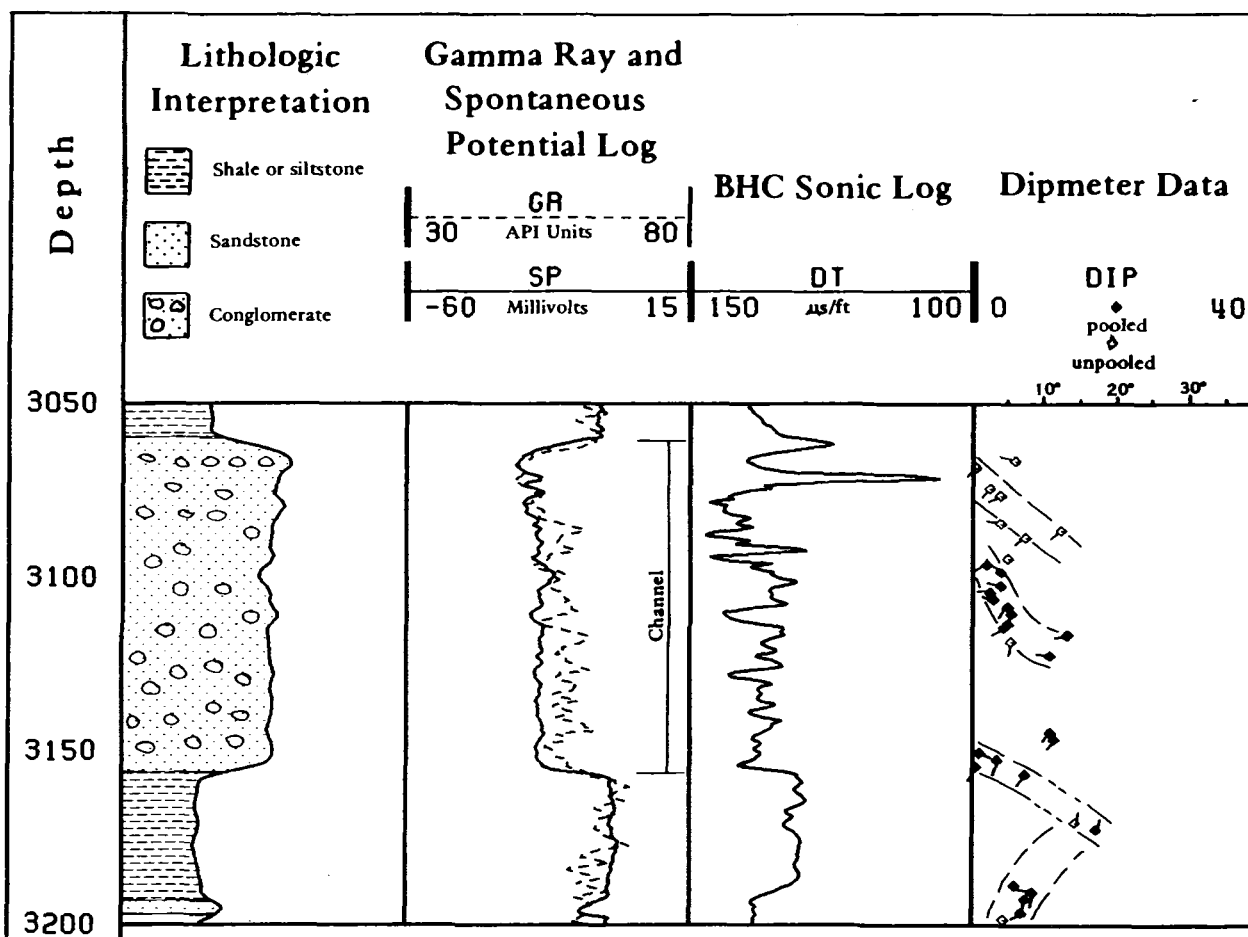 Depth
Lithologic
Interpretation
Shale or siltstone
Sandstone
Conglomerate
Gamma Ray and
Spontaneous
Potential Log
GR
30 API Units 80
SP
-60 Millivolts 15
BHC Sonic Log
DT
150 µs/ft 100
Dipmeter Data
DIP
0 40
pooled
unpooled
10° 20° 30°
3050
3100
3150
3200
Channel